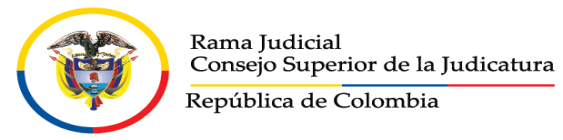 Rama Judicial
Consejo Superior de la Judicatura
República de Colombia